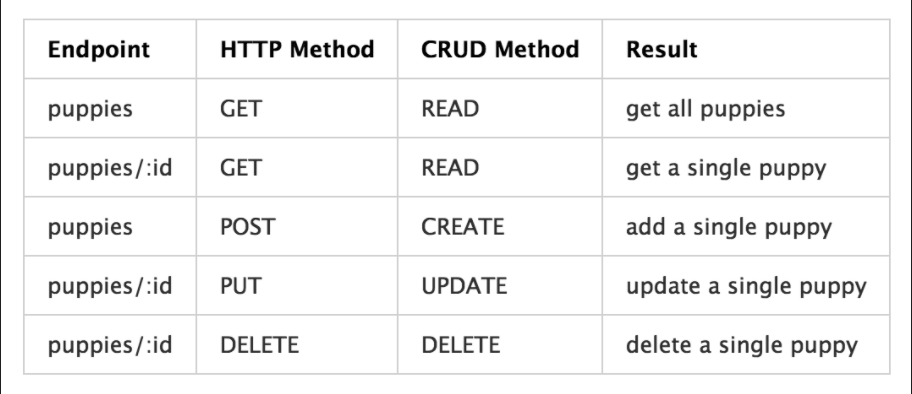 Endpoint HTTP Method CRUD Method Result
puppies GET READ get all puppies
puppies/:id GET READ get a single puppy
puppies POST CREATE add a single puppy
puppies/:id PUT UPDATE update a single puppy
puppies/:id DELETE DELETE delete a single puppy